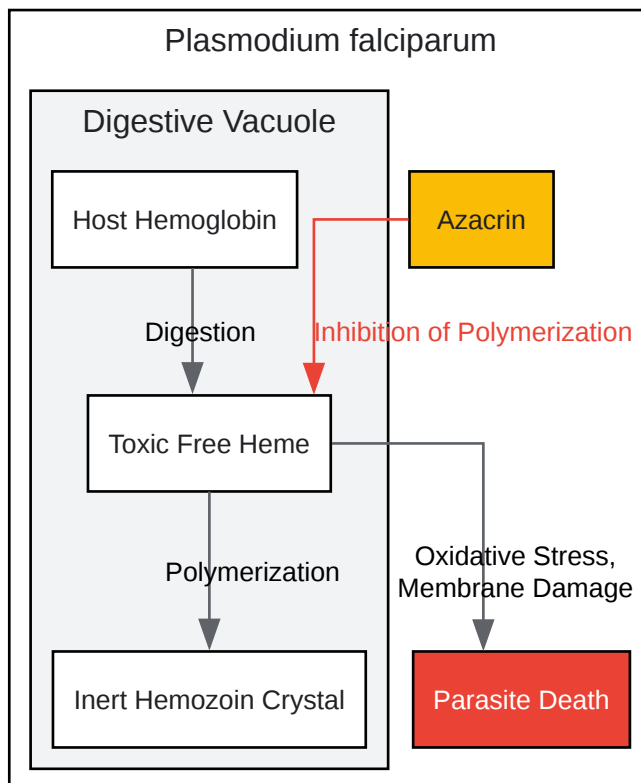 Plasmodium falciparum
Digestive Vacuole
Host Hemoglobin
Azacrin
Digestion
Inhibition of Polymerization
Toxic Free Heme
Polymerization
Oxidative Stress,
Membrane Damage
Inert Hemozoin Crystal
Parasite Death